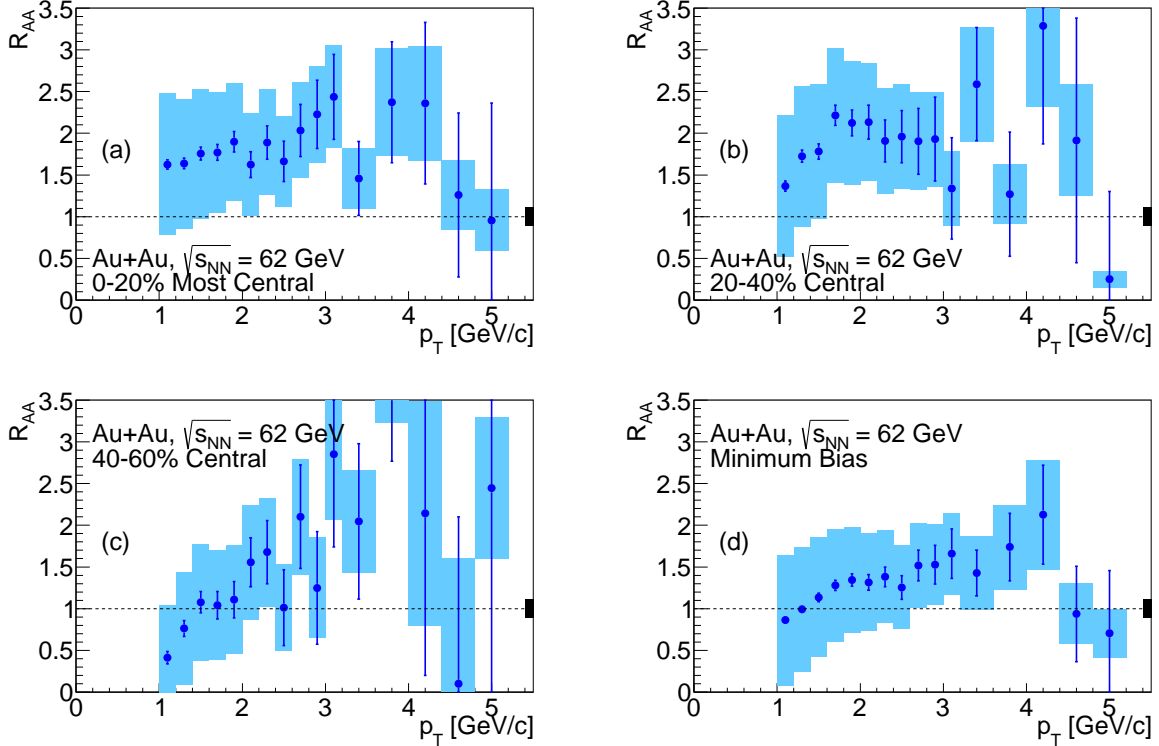 R_AA
3.5
3
2.5
2
1.5
1
0.5
0
(a)
Au+Au, √s_NN = 62 GeV
0-20% Most Central
0 1 2 3 4 5
p_T [GeV/c]
R_AA
3.5
3
2.5
2
1.5
1
0.5
0
(b)
Au+Au, √s_NN = 62 GeV
20-40% Central
0 1 2 3 4 5
p_T [GeV/c]
R_AA
3.5
3
2.5
2
1.5
1
0.5
0
Au+Au, √s_NN = 62 GeV
40-60% Central
(c)
0 1 2 3 4 5
p_T [GeV/c]
R_AA
3.5
3
2.5
2
1.5
1
0.5
0
Au+Au, √s_NN = 62 GeV
Minimum Bias
(d)
0 1 2 3 4 5
p_T [GeV/c]